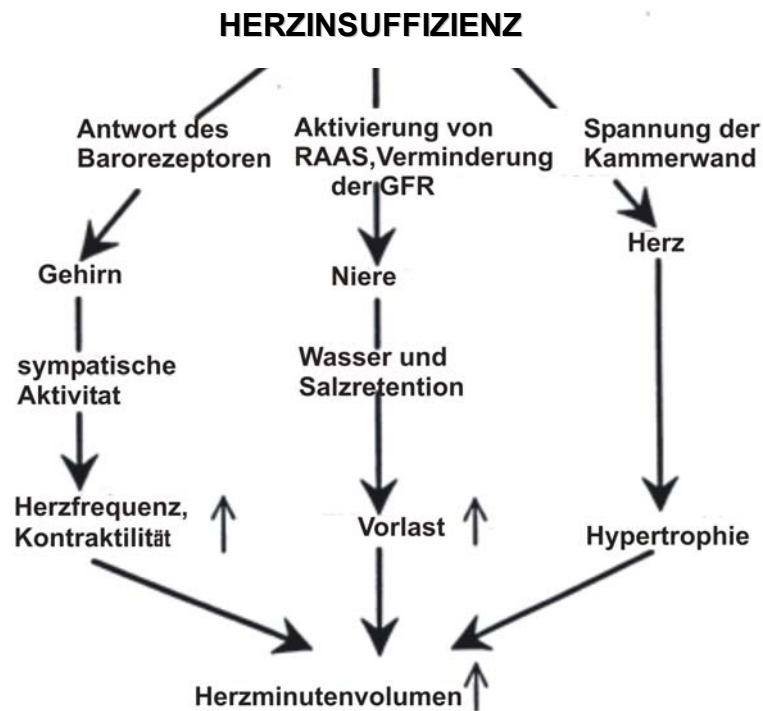 HERZINSUFFIZIENZ
Antwort des
Barorezeptoren
Aktivierung von
RAAS,Verminderung
der GFR
Spannung der
Kammerwand
Gehirn
Niere
Herz
sympatische
Aktivitat
Wasser und
Salzretention
Herzfrequenz,
Kontraktilität
Vorlast
Hypertrophie
Herzminutenvolumen